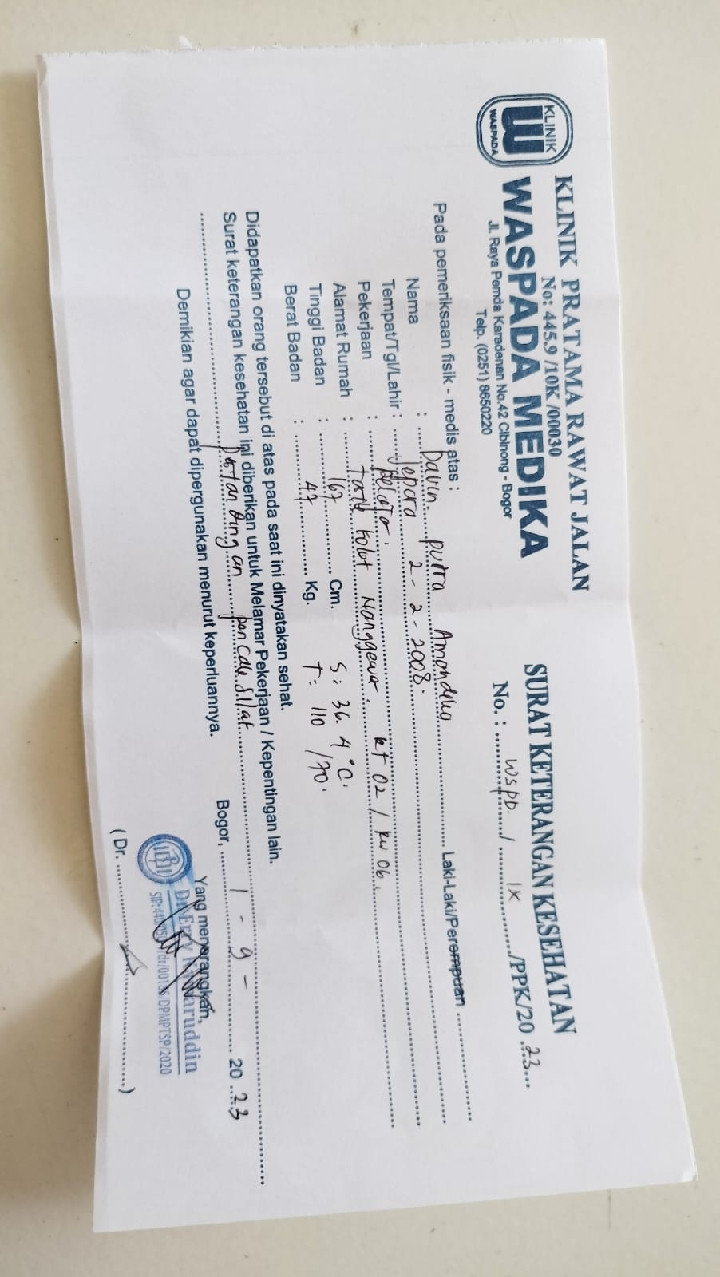 KLINIK
W
WASPADA
KLINIK PRATAMA RAWAT JALAN
No: 445.9 /10K /00030
WASPADA MEDIKA
Jl. Raya Pemda Karadenan No.42 Cibinong - Bogor
Telp. (0251) 8650220
SURAT KETERANGAN KESEHATAN
No. : WSPD / IX /PPK/20 23
Pada pemeriksaan fisik - medis atas :
Nama : Davin putra Laki-Laki/Perempuan
Tempat/Tgl/Lahir : Jepara 2 - 2 - 2008.
Pekerjaan : pelajar.
Alamat Rumah : Nanggewer. RT 02 / RW 06.
Tinggi Badan : 167 Cm. S: 36.4 °C.
Berat Badan : 47 Kg. T: 110 /70.
Didapatkan orang tersebut di atas pada saat ini dinyatakan sehat.
Surat keterangan kesehatan ini diberikan untuk Melamar Pekerjaan / Kepentingan lain.
pertandingan pencak silat
Demikian agar dapat dipergunakan menurut keperluannya.
Bogor, 1 - 9 - 20 23
Yang menerangkan,
(Dr. )